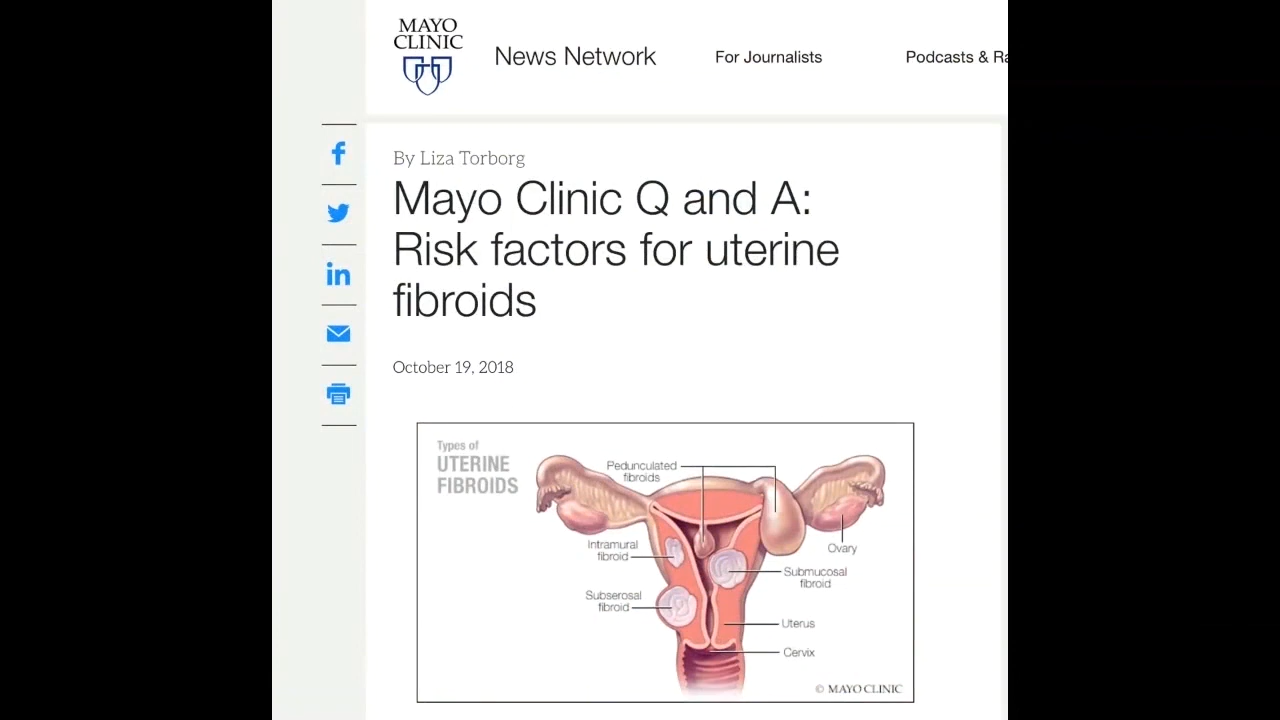 MAYO
CLINIC
News Network
For Journalists
Podcasts &
By Liza Torborg
Mayo Clinic Q and A:
Risk factors for uterine
fibroids
October 19, 2018
Types of
UTERINE
FIBROIDS
Pedunculated
fibroids
Intramural
fibroid
Ovary
Submucosal
fibroid
Subserosal
fibroid
Uterus
Cervix
© MAYO CLINIC